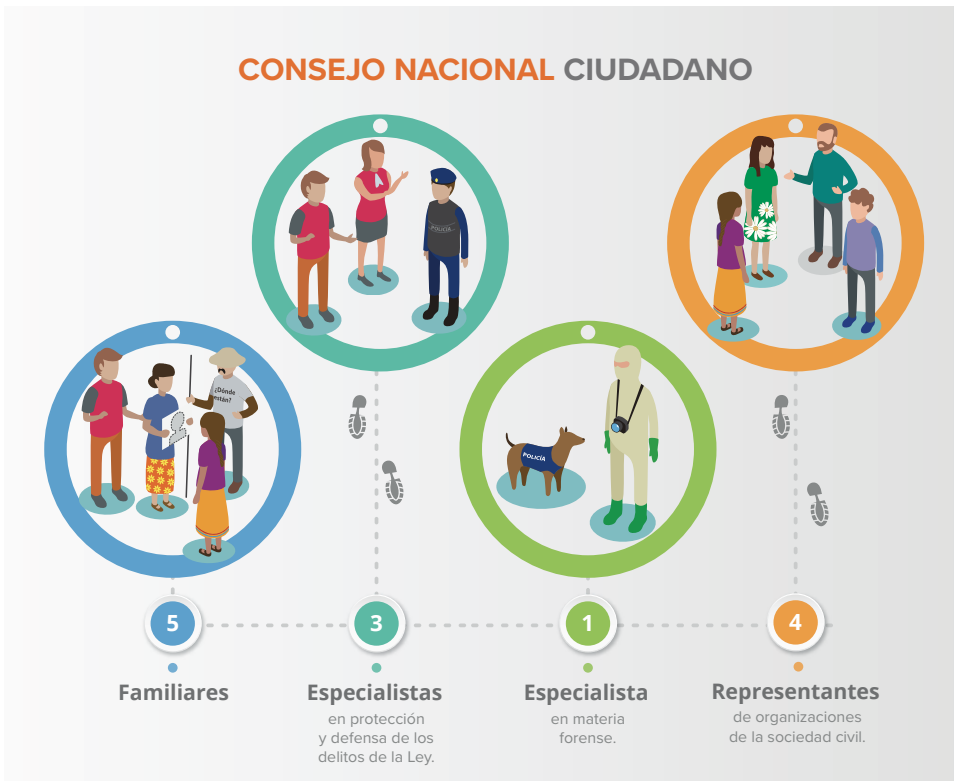 CONSEJO NACIONAL CIUDADANO
POLICÍA
¿Dónde
están?
POLICÍA
5
Familiares
3
Especialistas
en protección
y defensa de los
delitos de la Ley.
1
Especialista
en materia
forense.
4
Representantes
de organizaciones
de la sociedad civil.